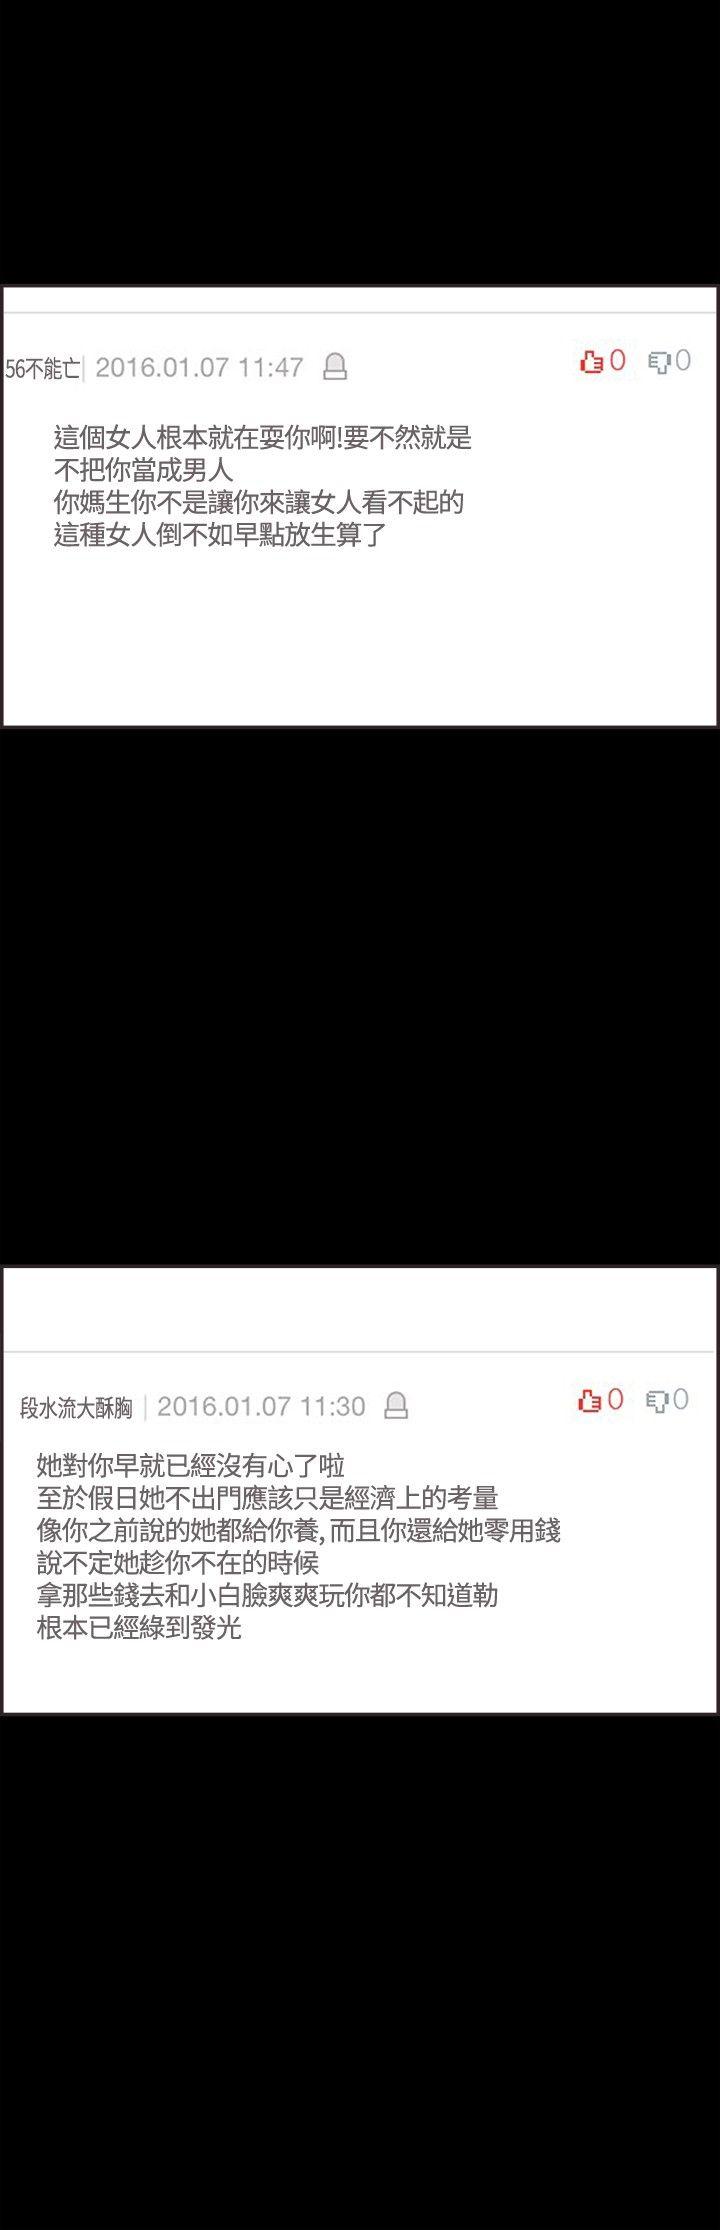 56不能亡| 2016.01.07 11:47 0 0
這個女人根本就在耍你啊!要不然就是
不把你當成男人
你媽生你不是讓你來讓女人看不起的
這種女人倒不如早點放生算了
段水流大酥胸 | 2016.01.07 11:30 0 0
她對你早就已經沒有心了啦
至於假日她不出門應該只是經濟上的考量
像你之前說的她都給你養,而且你還給她零用錢
說不定她趁你不在的時候
拿那些錢去和小白臉爽爽玩你都不知道勒
根本已經綠到發光